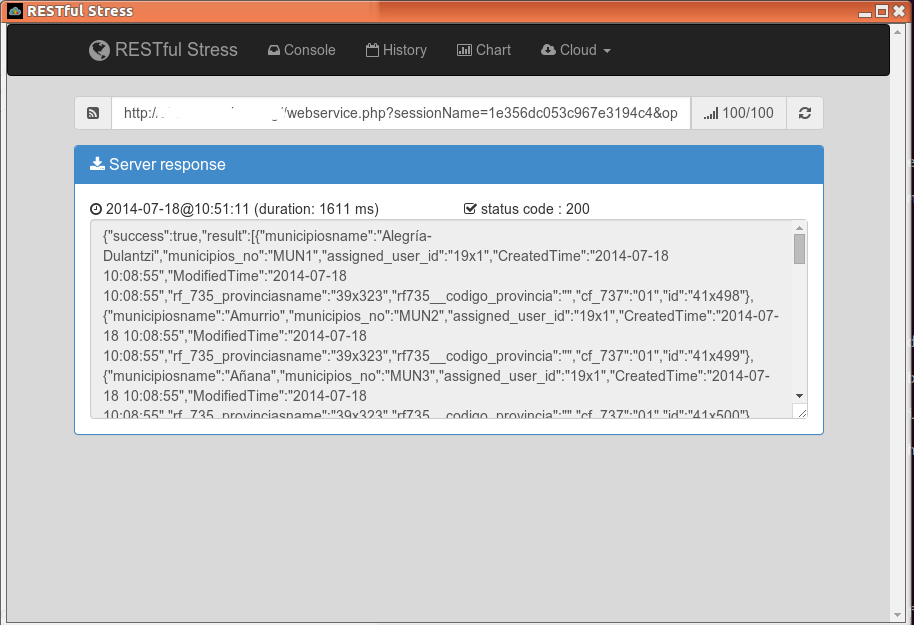 RESTful Stress
RESTful Stress Console History Chart Cloud
http:/ /webservice.php?sessionName=1e356dc053c967e3194c4&op 100/100
Server response
2014-07-18@10:51:11 (duration: 1611 ms) status code : 200
{"success":true,"result":[{"municipiosname":"Alegría-
Dulantzi","municipios_no":"MUN1","assigned_user_id":"19x1","CreatedTime":"2014-07-18
10:08:55","ModifiedTime":"2014-07-18
10:08:55","rf_735_provinciasname":"39x323","rf735__codigo_provincia":"","cf_737":"01","id":"41x498"},
{"municipiosname":"Amurrio","municipios_no":"MUN2","assigned_user_id":"19x1","CreatedTime":"2014-07-
18 10:08:55","ModifiedTime":"2014-07-18
10:08:55","rf_735_provinciasname":"39x323","rf735__codigo_provincia":"","cf_737":"01","id":"41x499"},
{"municipiosname":"Añana","municipios_no":"MUN3","assigned_user_id":"19x1","CreatedTime":"2014-07-
18 10:08:55","ModifiedTime":"2014-07-18
10:08:55","rf_735_provinciasname":"39x323","rf735__codigo_provincia":"","cf_737":"01","id":"41x500"},